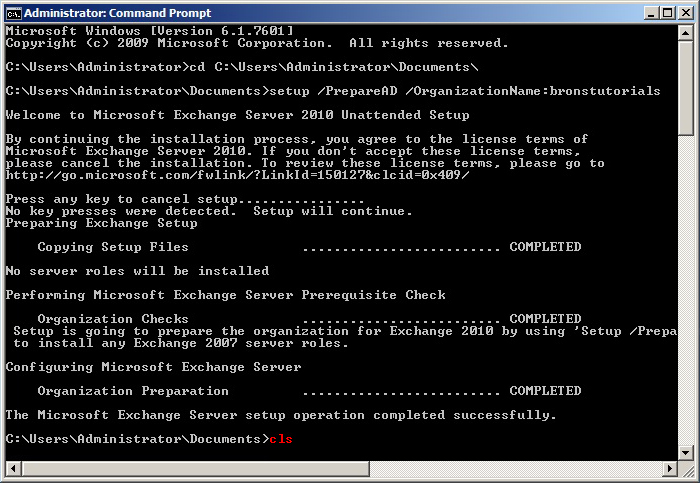 Administrator: Command Prompt
Microsoft Windows [Version 6.1.7601]
Copyright (c) 2009 Microsoft Corporation.  All rights reserved.
C:\Users\Administrator>cd C:\Users\Administrator\Documents\
C:\Users\Administrator\Documents>setup /PrepareAD /OrganizationName:bronstutorials
Welcome to Microsoft Exchange Server 2010 Unattended Setup
By continuing the installation process, you agree to the license terms of
Microsoft Exchange Server 2010. If you don't accept these license terms,
please cancel the installation. To review these license terms, please go to
http://go.microsoft.com/fwlink/?LinkId=150127&clcid=0x409/
Press any key to cancel setup................
No key presses were detected.  Setup will continue.
Preparing Exchange Setup
Copying Setup Files ......................... COMPLETED
No server roles will be installed
Performing Microsoft Exchange Server Prerequisite Check
Organization Checks ......................... COMPLETED
Setup is going to prepare the organization for Exchange 2010 by using 'Setup /Prepa
to install any Exchange 2007 server roles.
Configuring Microsoft Exchange Server
Organization Preparation ......................... COMPLETED
The Microsoft Exchange Server setup operation completed successfully.
C:\Users\Administrator\Documents>cls